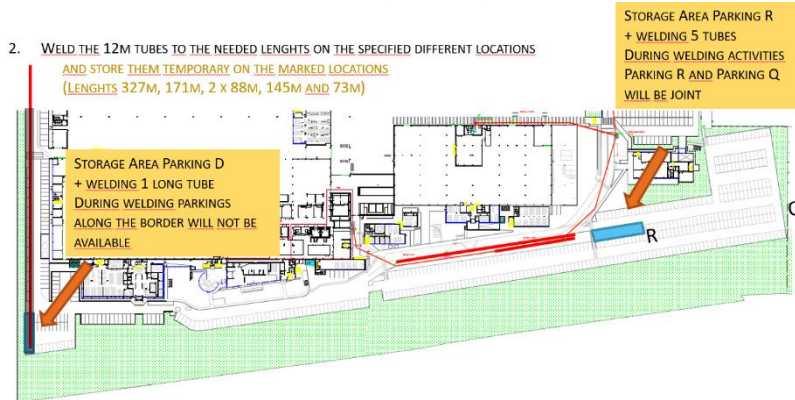 2. WELD THE 12M TUBES TO THE NEEDED LENGHTS ON THE SPECIFIED DIFFERENT LOCATIONS
AND STORE THEM TEMPORARY ON THE MARKED LOCATIONS
(LENGHTS 327M, 171M, 2 X 88M, 145M AND 73M)
STORAGE AREA PARKING R
+ WELDING 5 TUBES
DURING WELDING ACTIVITIES
PARKING R AND PARKING Q
WILL BE JOINT
STORAGE AREA PARKING D
+ WELDING 1 LONG TUBE
DURING WELDING PARKINGS
ALONG THE BORDER WILL NOT BE
AVAILABLE
R